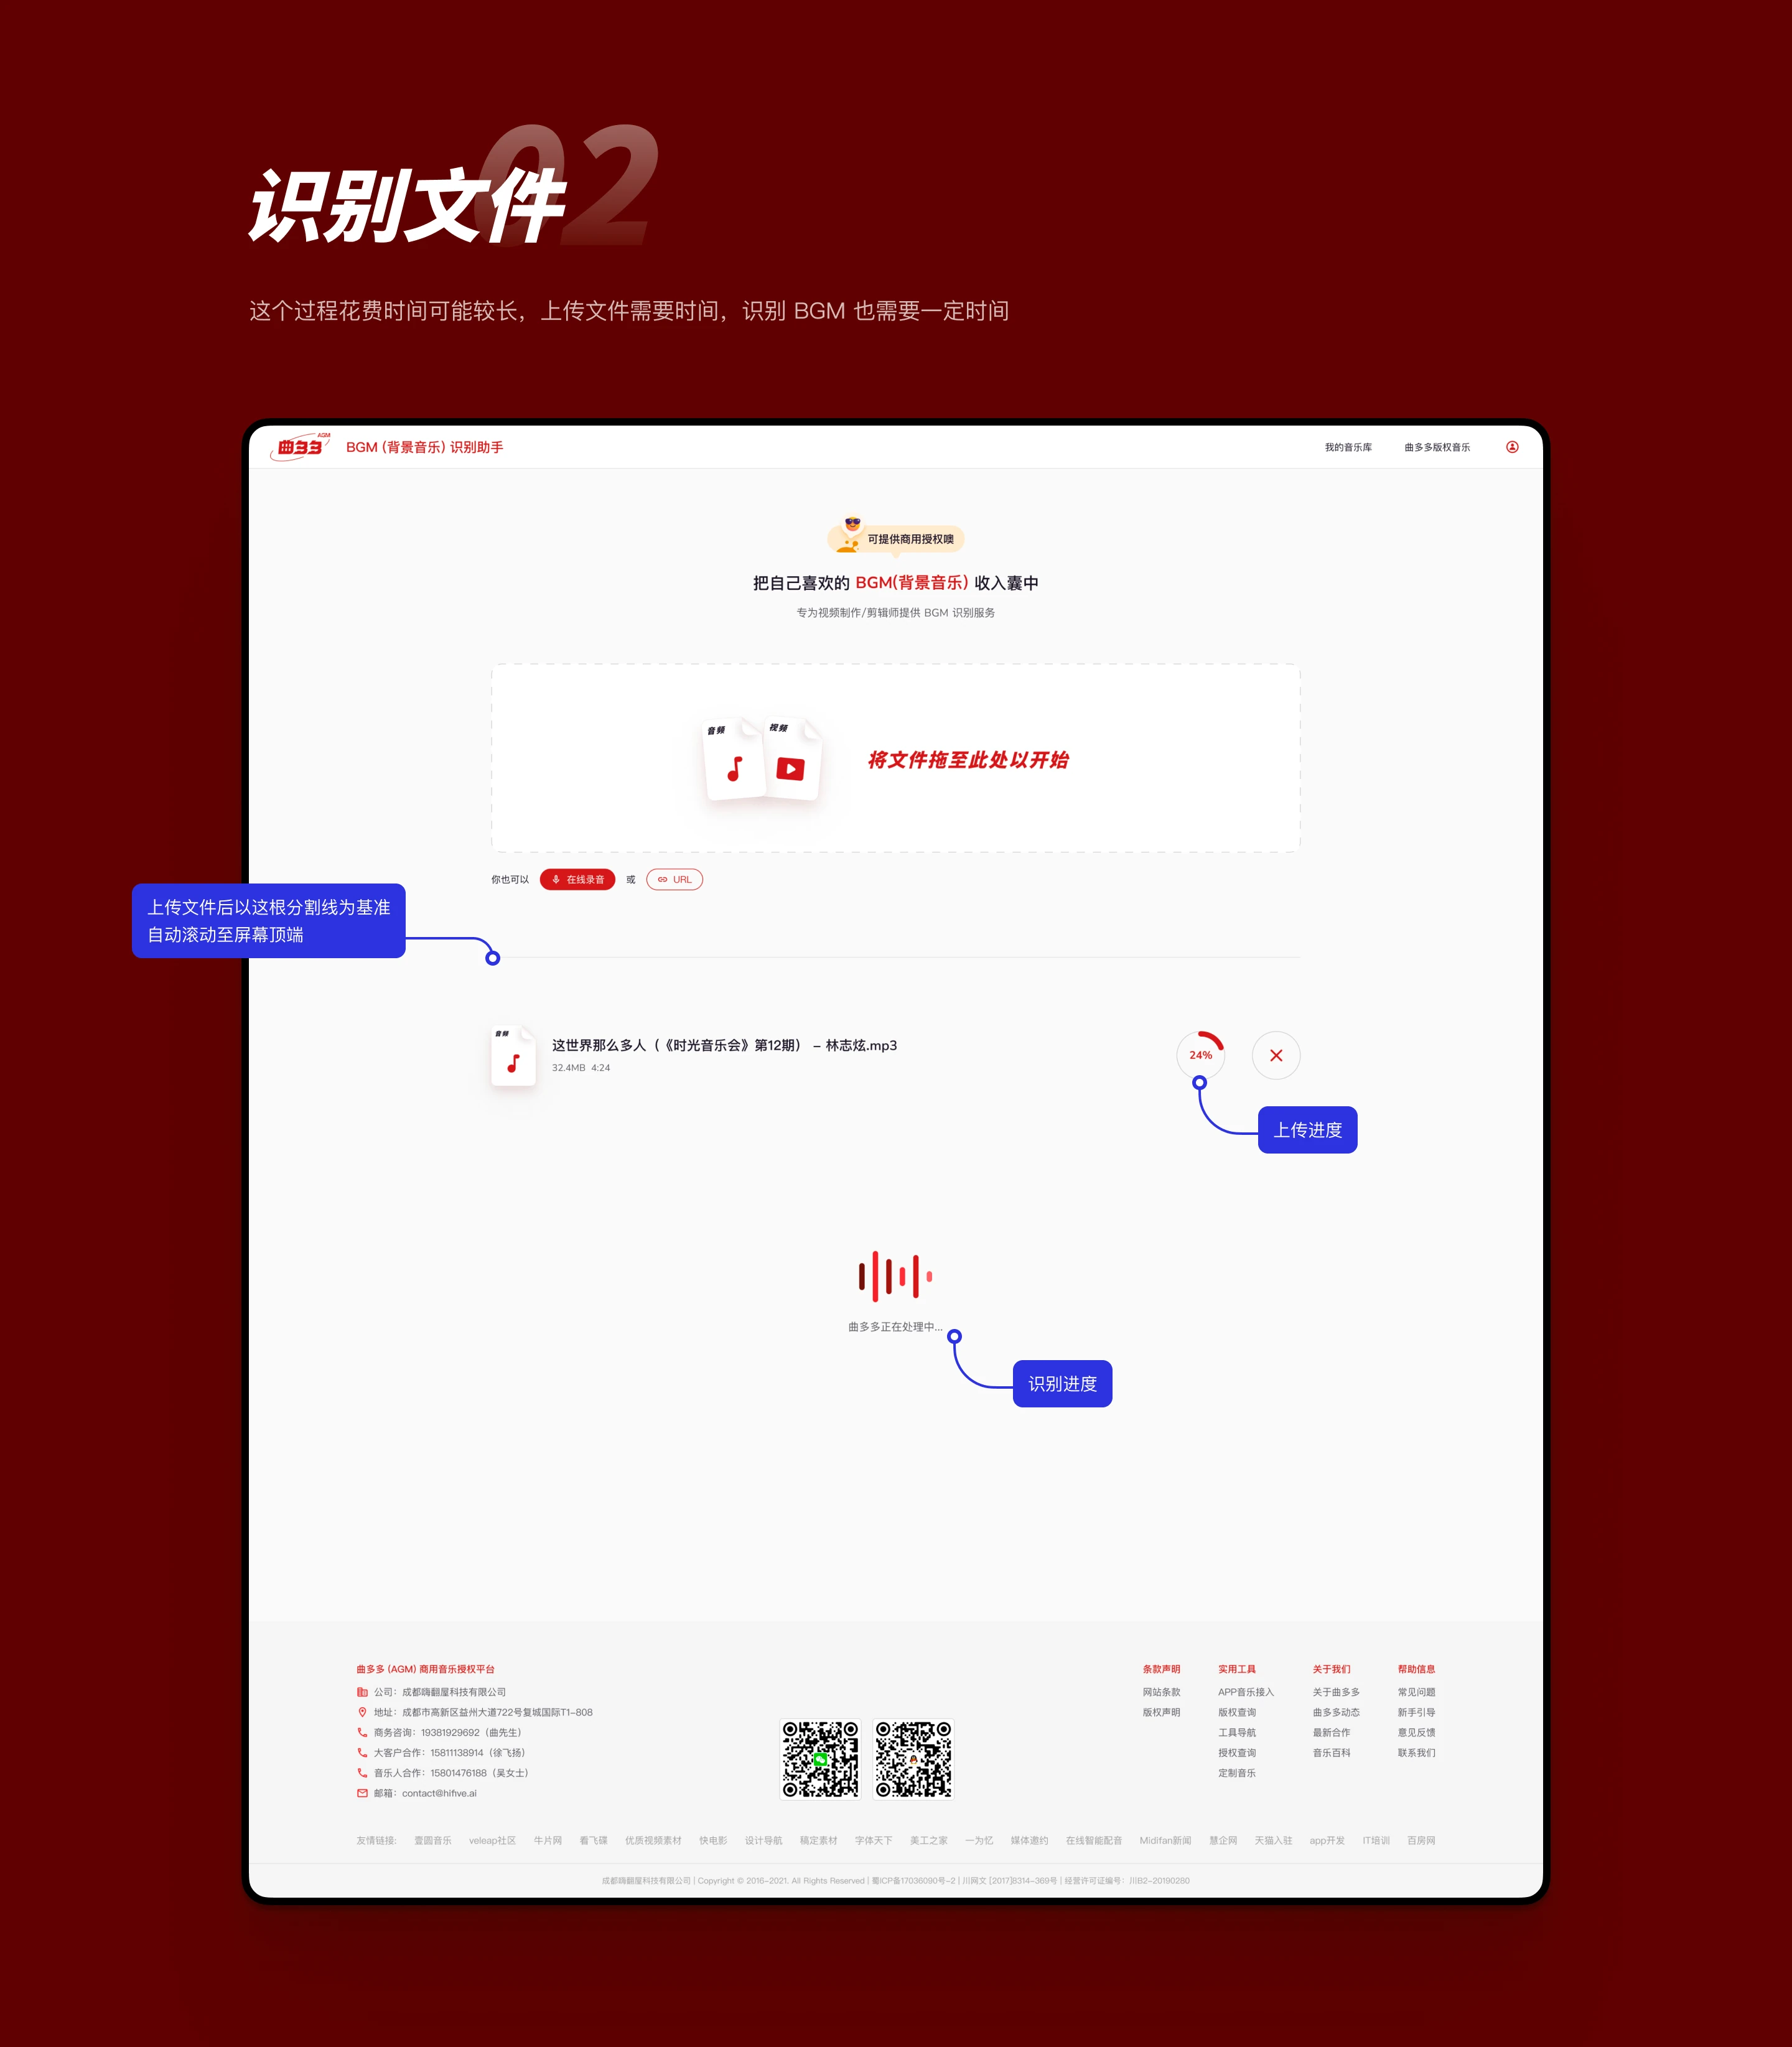 02
识别文件
这个过程花费时间可能较长，上传文件需要时间，识别 BGM 也需要一定时间
曲多多 AGM
BGM (背景音乐) 识别助手
我的音乐库
曲多多版权音乐
可提供商用授权噢
把自己喜欢的 BGM(背景音乐) 收入囊中
专为视频制作/剪辑师提供 BGM 识别服务
音频
视频
将文件拖至此处以开始
你也可以 在线录音 或 URL
上传文件后以这根分割线为基准
自动滚动至屏幕顶端
音频
这世界那么多人（《时光音乐会》第12期） – 林志炫.mp3
32.4MB 4:24
24%
上传进度
曲多多正在处理中...
识别进度
曲多多 (AGM) 商用音乐授权平台
公司：成都嗨翻屋科技有限公司
地址：成都市高新区益州大道722号复城国际T1-808
商务咨询：19381929692（曲先生）
大客户合作：15811138914（徐飞扬）
音乐人合作：15801476188（吴女士）
邮箱：contact@hifive.ai
条款声明
网站条款
版权声明
实用工具
APP音乐接入
版权查询
工具导航
授权查询
定制音乐
关于我们
关于曲多多
曲多多动态
最新合作
音乐百科
帮助信息
常见问题
新手引导
意见反馈
联系我们
友情链接: 壹圆音乐 veleap社区 牛片网 看飞碟 优质视频素材 快电影 设计导航 稿定素材 字体天下 美工之家 一为忆 媒体邀约 在线智能配音 Midifan新闻 慧企网 天猫入驻 app开发 IT培训 百房网
成都嗨翻屋科技有限公司 | Copyright © 2016-2021. All Rights Reserved | 蜀ICP备17036090号-2 | 川网文 [2017]8314-369号 | 经营许可证编号：川B2-20190280